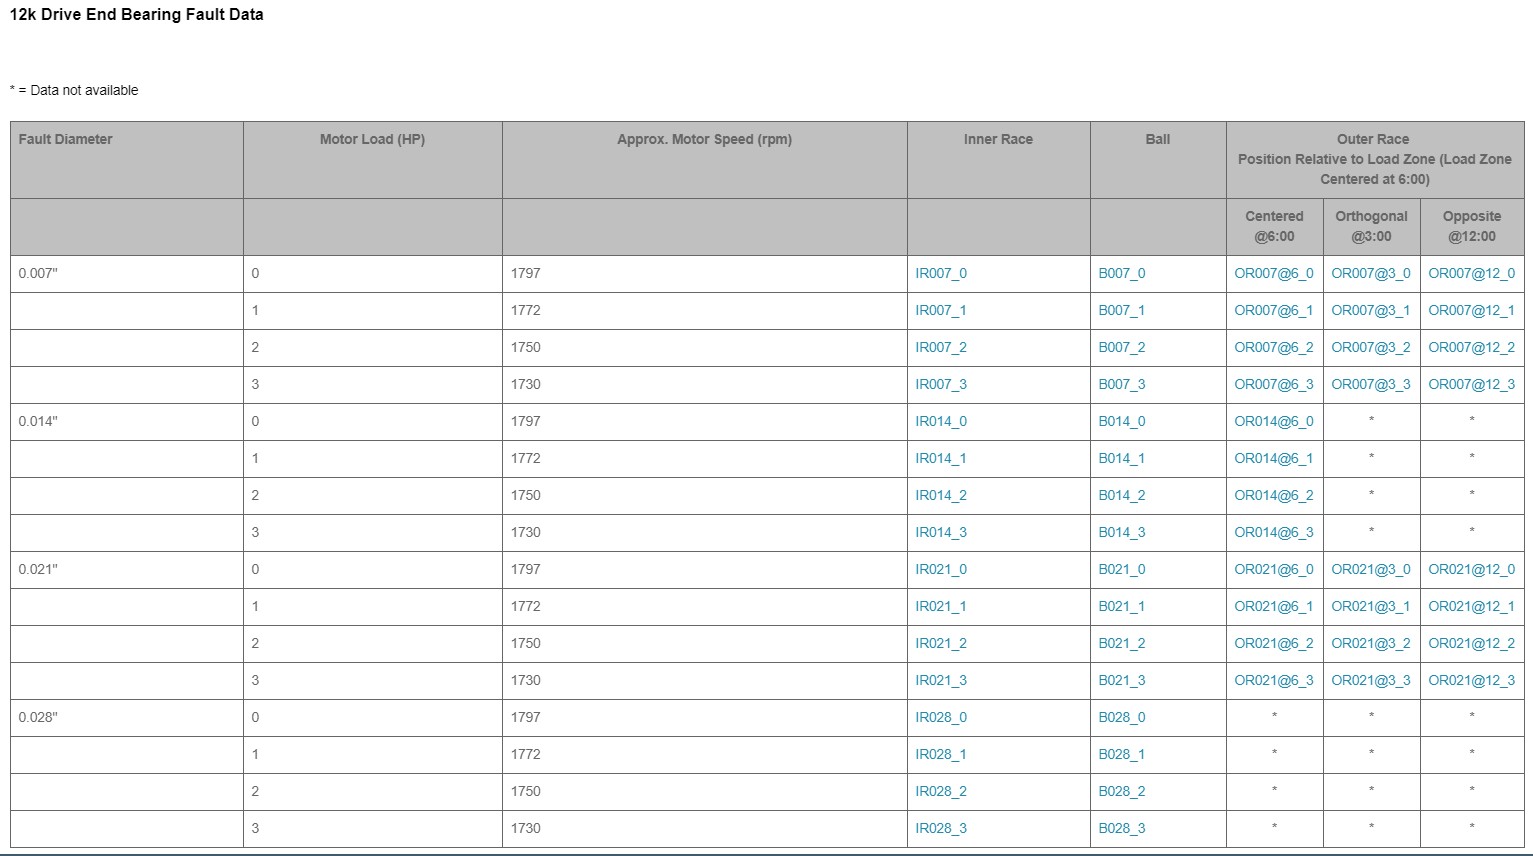 12k Drive End Bearing Fault Data
* = Data not available
Fault Diameter Motor Load (HP) Approx. Motor Speed (rpm) Inner Race Ball Outer Race
Position Relative to Load Zone (Load Zone
Centered at 6:00)
Centered Orthogonal Opposite
@6:00 @3:00 @12:00
0.007" 0 1797 IR007_0 B007_0 OR007@6_0 OR007@3_0 OR007@12_0
1 1772 IR007_1 B007_1 OR007@6_1 OR007@3_1 OR007@12_1
2 1750 IR007_2 B007_2 OR007@6_2 OR007@3_2 OR007@12_2
3 1730 IR007_3 B007_3 OR007@6_3 OR007@3_3 OR007@12_3
0.014" 0 1797 IR014_0 B014_0 OR014@6_0 * *
1 1772 IR014_1 B014_1 OR014@6_1 * *
2 1750 IR014_2 B014_2 OR014@6_2 * *
3 1730 IR014_3 B014_3 OR014@6_3 * *
0.021" 0 1797 IR021_0 B021_0 OR021@6_0 OR021@3_0 OR021@12_0
1 1772 IR021_1 B021_1 OR021@6_1 OR021@3_1 OR021@12_1
2 1750 IR021_2 B021_2 OR021@6_2 OR021@3_2 OR021@12_2
3 1730 IR021_3 B021_3 OR021@6_3 OR021@3_3 OR021@12_3
0.028" 0 1797 IR028_0 B028_0 * * *
1 1772 IR028_1 B028_1 * * *
2 1750 IR028_2 B028_2 * * *
3 1730 IR028_3 B028_3 * * *